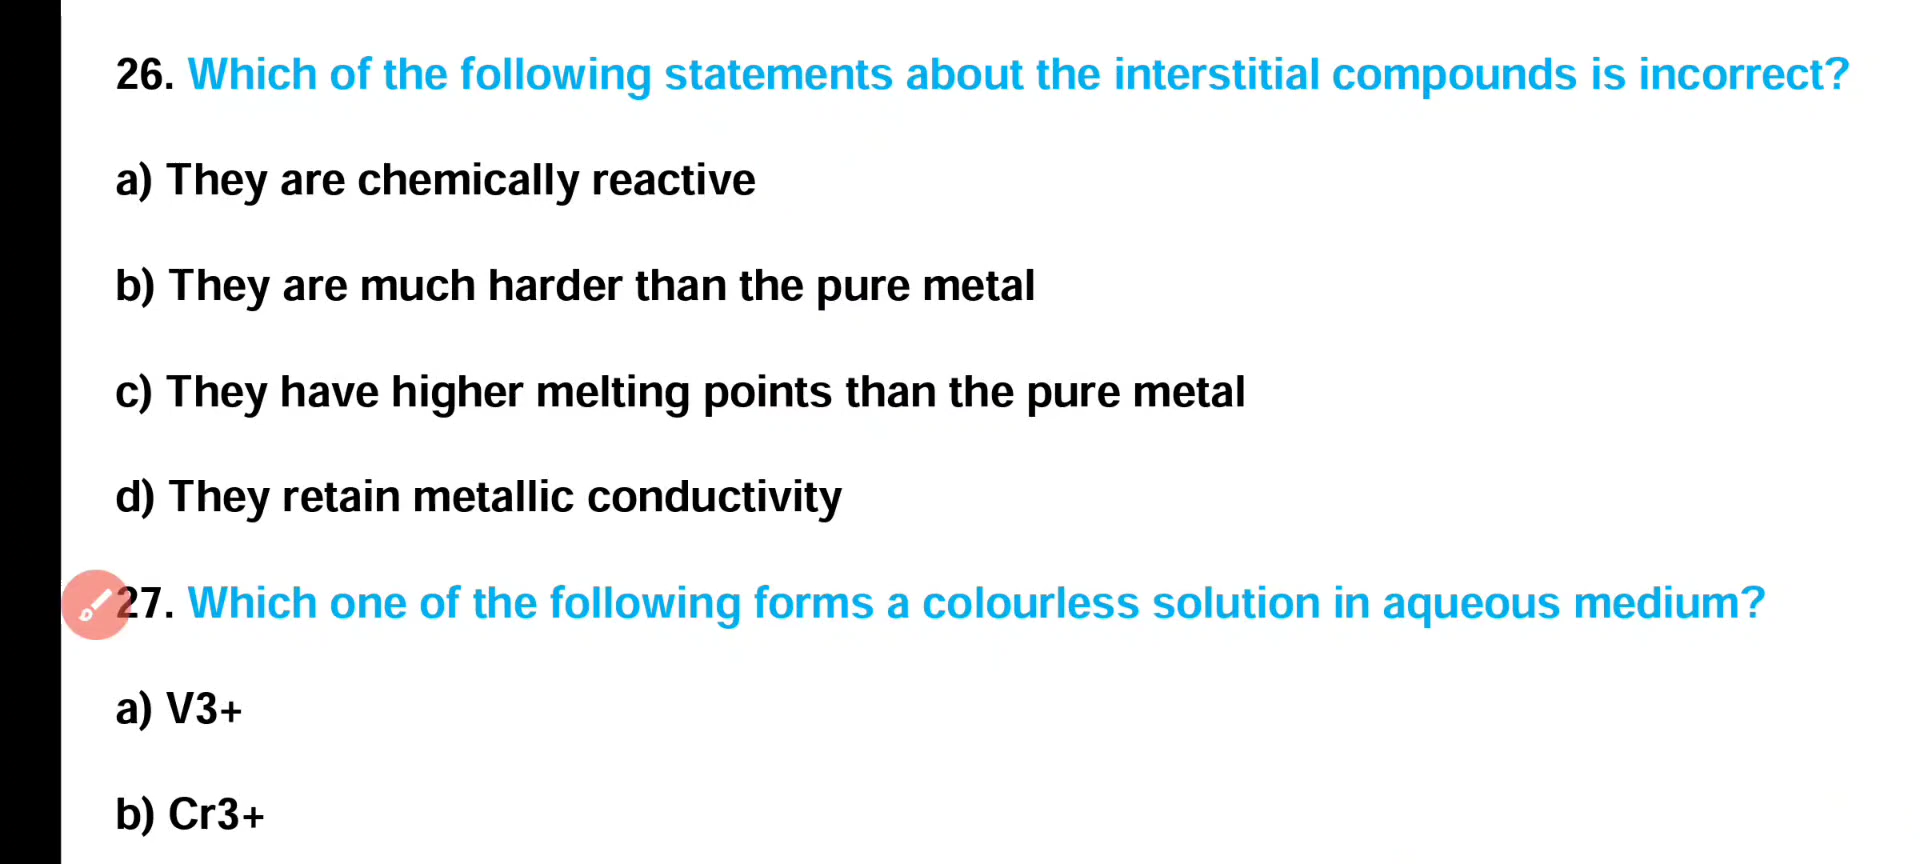 26. Which of the following statements about the interstitial compounds is incorrect?
a) They are chemically reactive
b) They are much harder than the pure metal
c) They have higher melting points than the pure metal
d) They retain metallic conductivity
27. Which one of the following forms a colourless solution in aqueous medium?
a) V3+
b) Cr3+